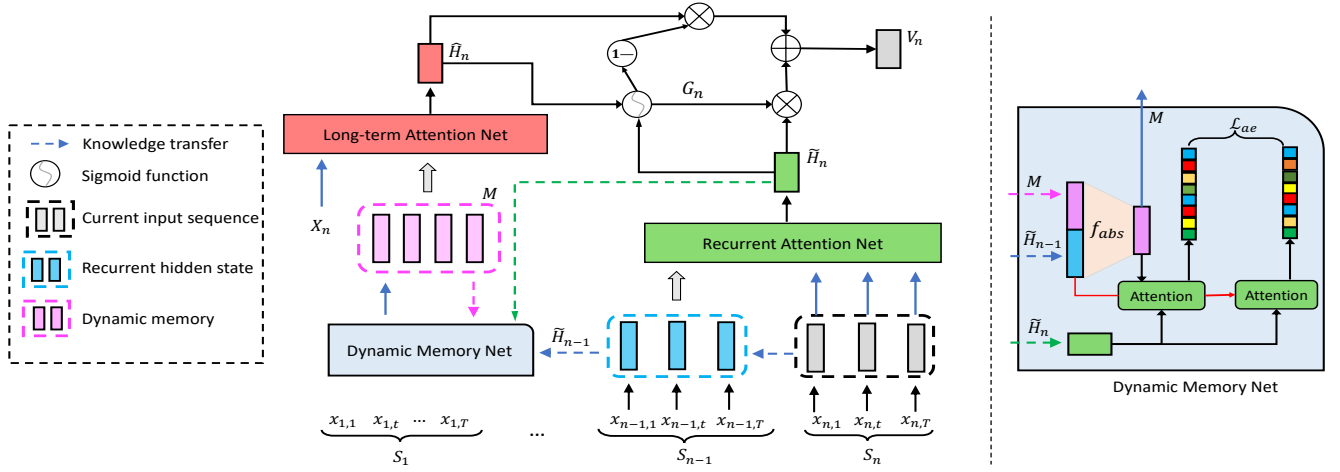 Knowledge transfer
Sigmoid function
Current input sequence
Recurrent hidden state
Dynamic memory
Ĥₙ
1−
Gₙ
Vₙ
Long-term Attention Net
H̃ₙ
Xₙ
M
Recurrent Attention Net
Dynamic Memory Net
H̃ₙ₋₁
x₁,₁ x₁,ₜ ... x₁,T
S₁
...
xₙ₋₁,₁ xₙ₋₁,ₜ xₙ₋₁,T
Sₙ₋₁
xₙ,₁ xₙ,ₜ xₙ,T
Sₙ
M
ℒₐₑ
M
H̃ₙ₋₁
f_abs
Attention
Attention
H̃ₙ
Dynamic Memory Net